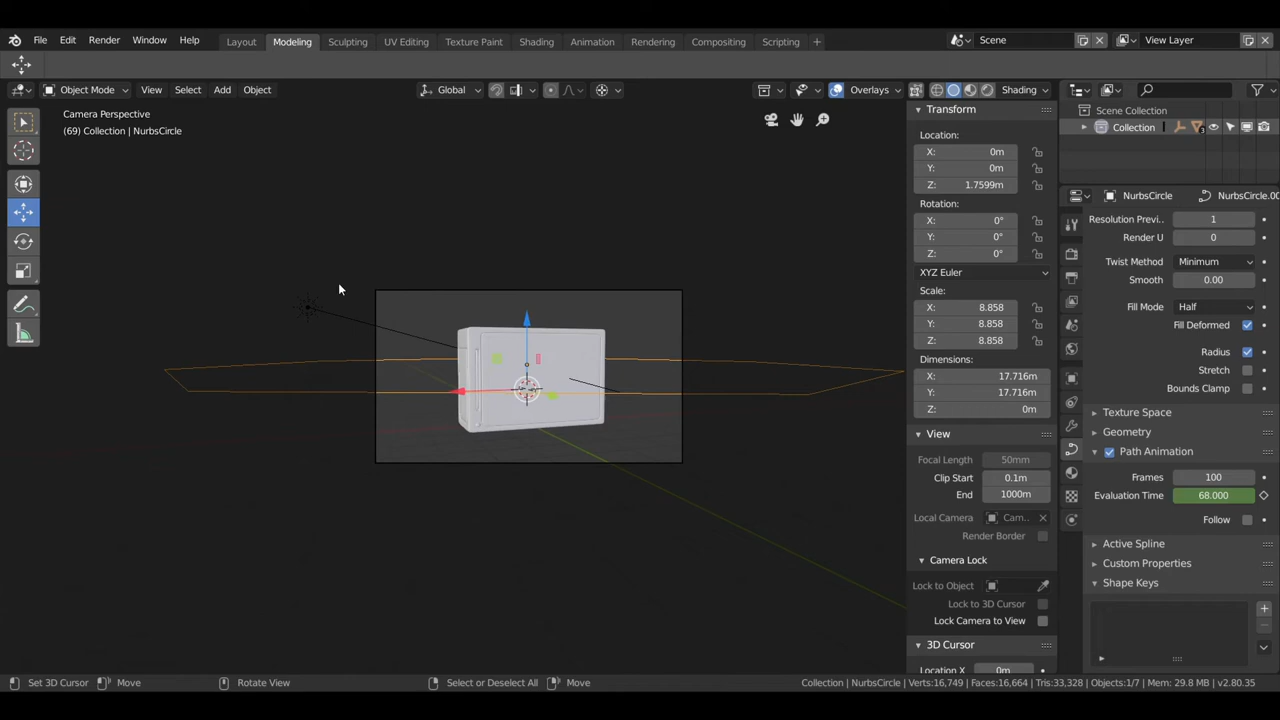 File Edit Render Window Help Layout Modeling Sculpting UV Editing Texture Paint Shading Animation Rendering Compositing Scripting + Scene View Layer
Object Mode View Select Add Object Global Overlays Shading
Camera Perspective
(69) Collection | NurbsCircle
Transform
Location:
X: 0m
Y: 0m
Z: 1.7599m
Rotation:
X: 0°
Y: 0°
Z: 0°
XYZ Euler
Scale:
X: 8.858
Y: 8.858
Z: 8.858
Dimensions:
X: 17.716m
Y: 17.716m
Z: 0m
View
Focal Length 50mm
Clip Start 0.1m
End 1000m
Local Camera Cam..
Render Border
Camera Lock
Lock to Object
Lock to 3D Cursor
Lock Camera to View
3D Cursor
Location X 0m
Scene Collection
Collection 3
NurbsCircle NurbsCircle.00
Resolution Previ.. 1
Render U 0
Twist Method Minimum
Smooth 0.00
Fill Mode Half
Fill Deformed
Radius
Stretch
Bounds Clamp
Texture Space
Geometry
Path Animation
Frames 100
Evaluation Time 68.000
Follow
Active Spline
Custom Properties
Shape Keys
Set 3D Cursor Move Rotate View Select or Deselect All Move Collection | NurbsCircle | Verts:16,749 | Faces:16,664 | Tris:33,328 | Objects:1/7 | Mem: 29.8 MB | v2.80.35